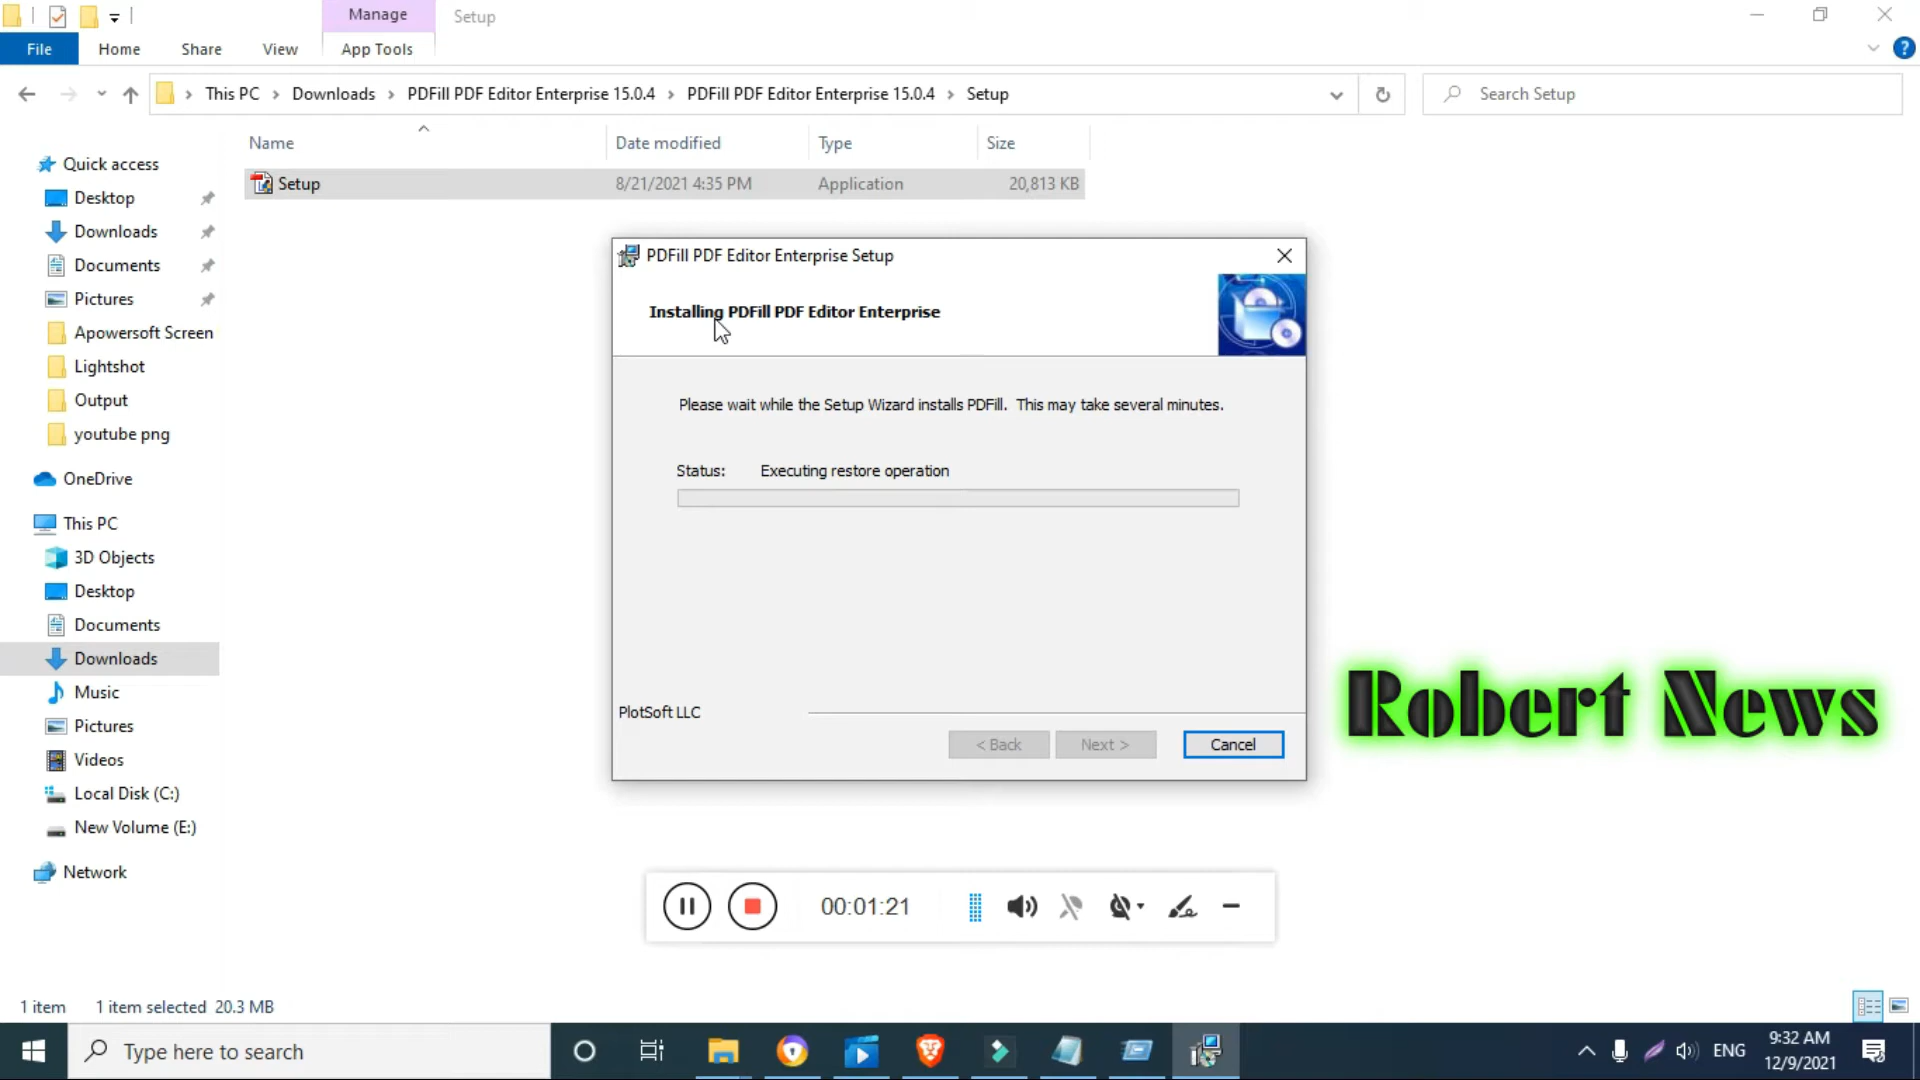 Manage
Setup
File
Home
Share
View
App Tools
This PC
Downloads
PDFill PDF Editor Enterprise 15.0.4
PDFill PDF Editor Enterprise 15.0.4
Setup
Search Setup
Name
Date modified
Type
Size
Setup
8/21/2021 4:35 PM
Application
20,813 KB
Quick access
Desktop
Downloads
Documents
Pictures
Apowersoft Screen
Lightshot
Output
youtube png
OneDrive
This PC
3D Objects
Desktop
Documents
Downloads
Music
Pictures
Videos
Local Disk (C:)
New Volume (E:)
Network
PDFill PDF Editor Enterprise Setup
Installing PDFill PDF Editor Enterprise
Please wait while the Setup Wizard installs PDFill. This may take several minutes.
Status: Executing restore operation
PlotSoft LLC
< Back
Next >
Cancel
Robert News
00:01:21
1 item
1 item selected 20.3 MB
Type here to search
ENG
9:32 AM
12/9/2021